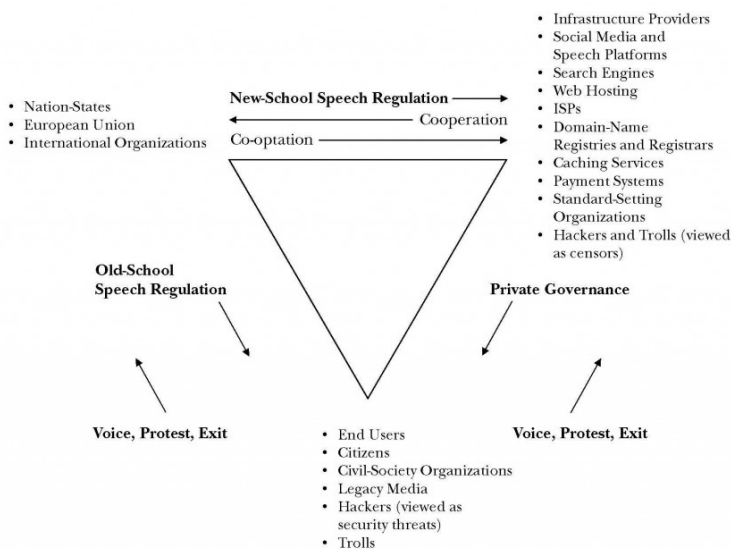 • Infrastructure Providers
• Social Media and
Speech Platforms
• Search Engines
• Web Hosting
• ISPs
• Domain-Name
Registries and Registrars
• Caching Services
• Payment Systems
• Standard-Setting
Organizations
• Hackers and Trolls (viewed
as censors)
• Nation-States
• European Union
• International Organizations
New-School Speech Regulation
Cooperation
Co-optation
Old-School
Speech Regulation
Private Governance
Voice, Protest, Exit
Voice, Protest, Exit
• End Users
• Citizens
• Civil-Society Organizations
• Legacy Media
• Hackers (viewed as
security threats)
• Trolls